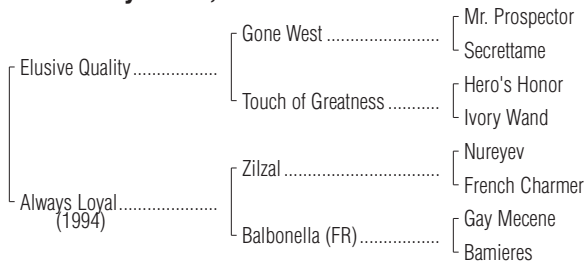 Mr. Prospector
Gone West
Secrettame
Elusive Quality
Hero's Honor
Touch of Greatness
Ivory Wand
Nureyev
Zilzal
French Charmer
Always Loyal
(1994)
Gay Mecene
Balbonella (FR)
Bamieres